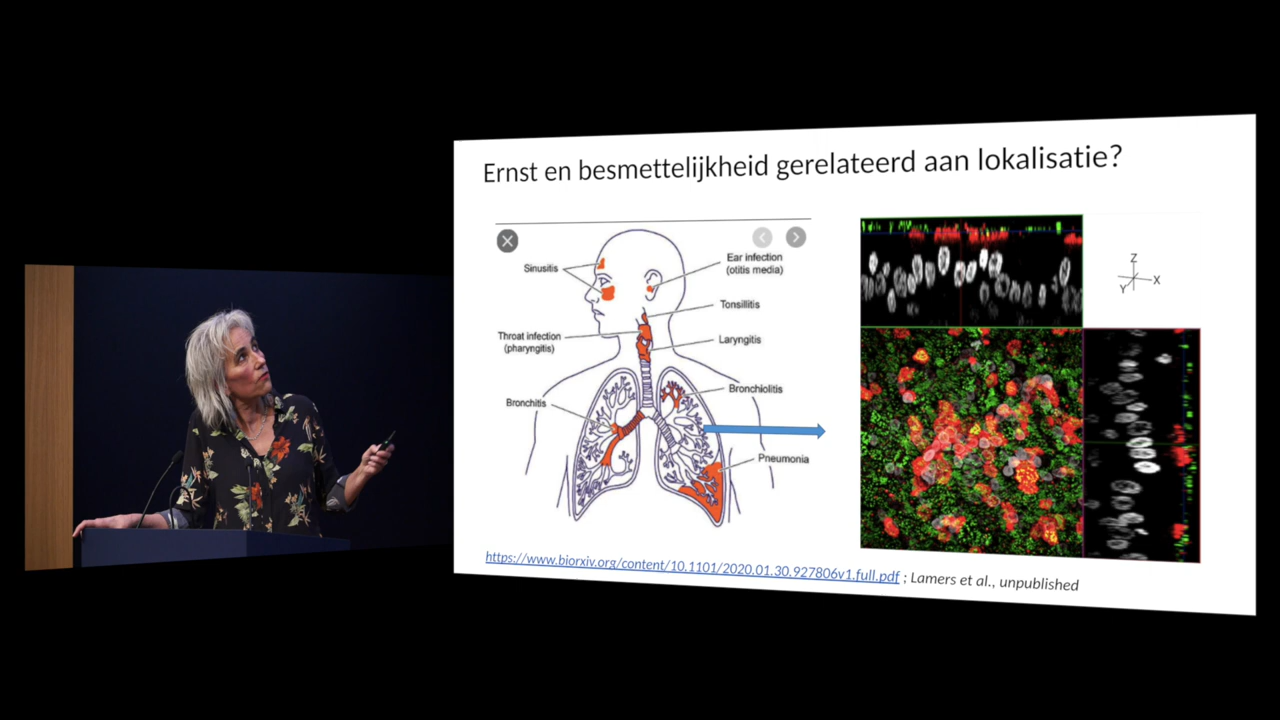 Ernst en besmettelijkheid gerelateerd aan lokalisatie?
Sinusitis
Ear infection
(otitis media)
Tonsillitis
Throat infection
(pharyngitis)
Laryngitis
Bronchitis
Bronchiolitis
Pneumonia
Z
Y
X
https://www.biorxiv.org/content/10.1101/2020.01.30.927806v1.full.pdf ; Lamers et al., unpublished